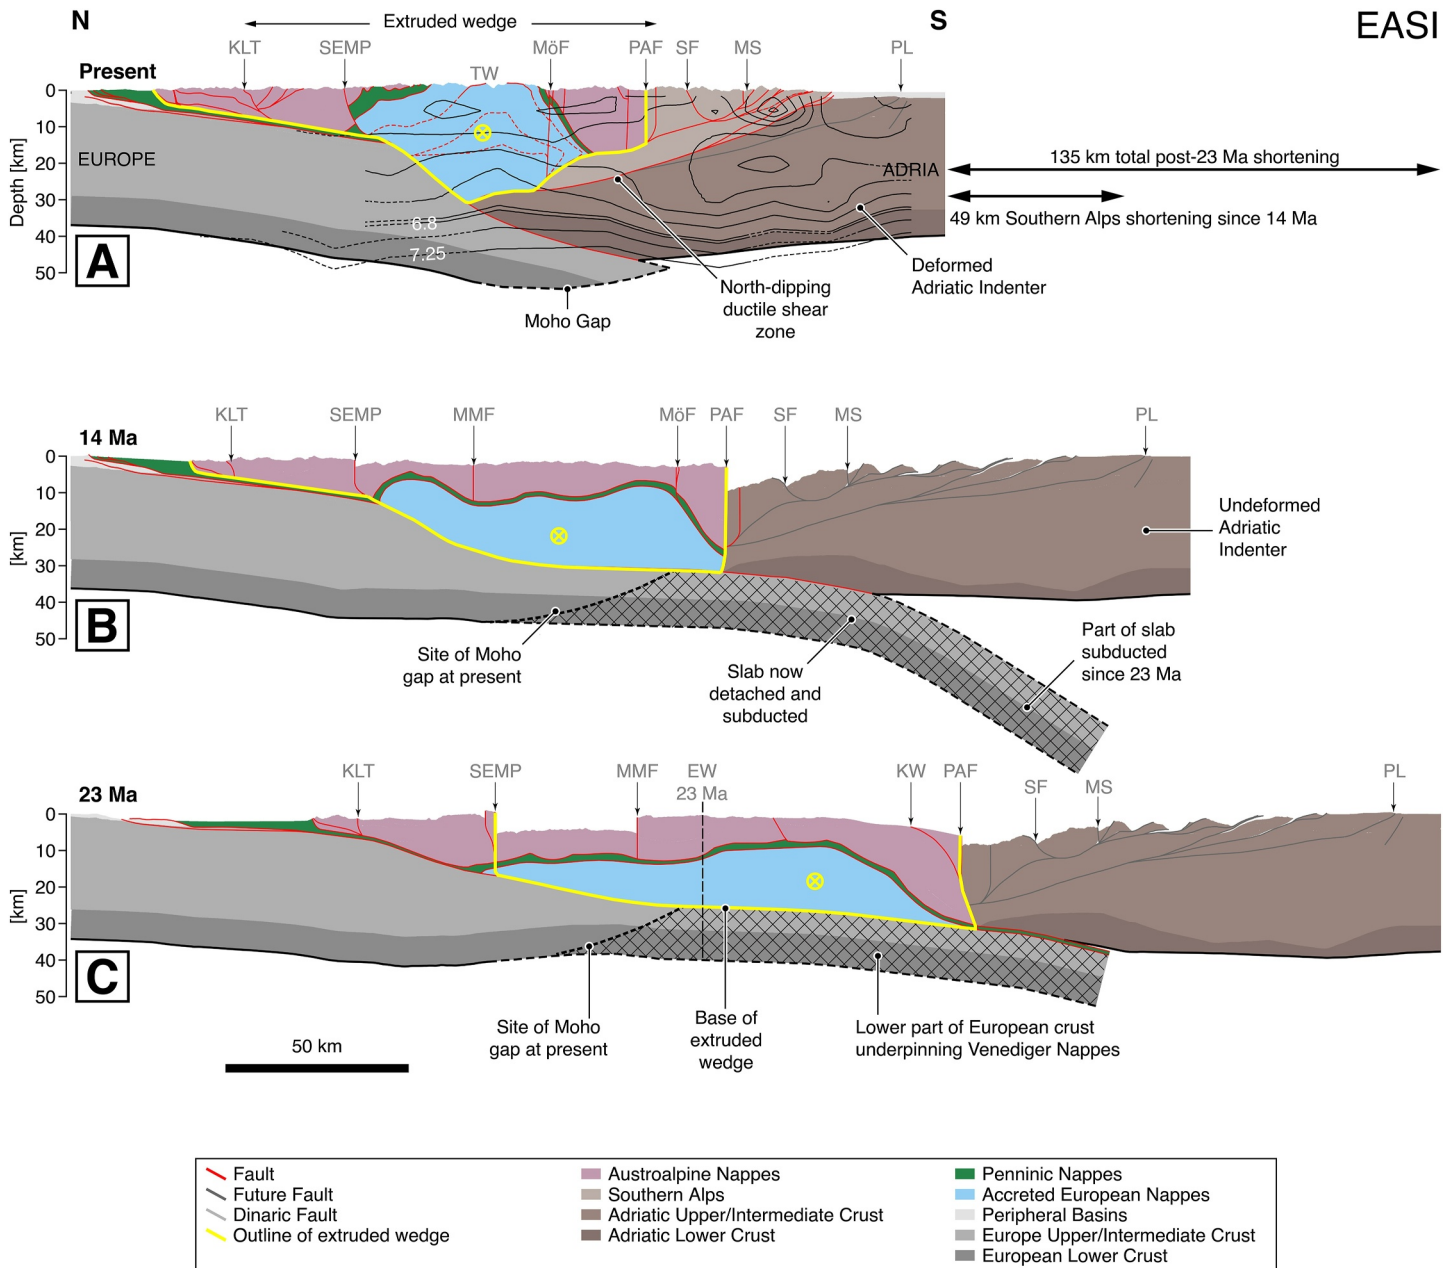 N
Extruded wedge
S
EASI
KLT
SEMP
TW
MöF
PAF
SF
MS
PL
Present
0
10
20
30
40
50
Depth [km]
EUROPE
ADRIA
6.8
7.25
A
135 km total post-23 Ma shortening
49 km Southern Alps shortening since 14 Ma
Deformed
Adriatic Indenter
North-dipping
ductile shear
zone
Moho Gap
KLT
SEMP
MMF
MöF
PAF
SF
MS
PL
14 Ma
0
10
20
30
40
50
[km]
B
Undeformed
Adriatic
Indenter
Site of Moho
gap at present
Slab now
detached and
subducted
Part of slab
subducted
since 23 Ma
KLT
SEMP
MMF
EW
23 Ma
KW
PAF
SF
MS
PL
23 Ma
0
10
20
30
40
50
[km]
C
Site of Moho
gap at present
Base of
extruded
wedge
Lower part of European crust
underpinning Venediger Nappes
50 km
Fault
Future Fault
Dinaric Fault
Outline of extruded wedge
Austroalpine Nappes
Southern Alps
Adriatic Upper/Intermediate Crust
Adriatic Lower Crust
Penninic Nappes
Accreted European Nappes
Peripheral Basins
Europe Upper/Intermediate Crust
European Lower Crust